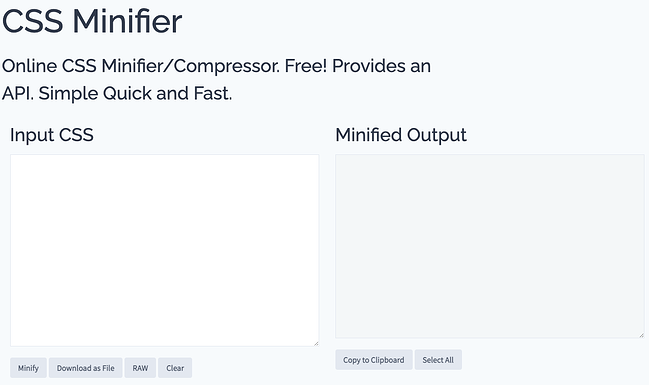 CSS Minifier
Online CSS Minifier/Compressor. Free! Provides an
API. Simple Quick and Fast.
Input CSS
Minified Output
Minify
Download as File
RAW
Clear
Copy to Clipboard
Select All